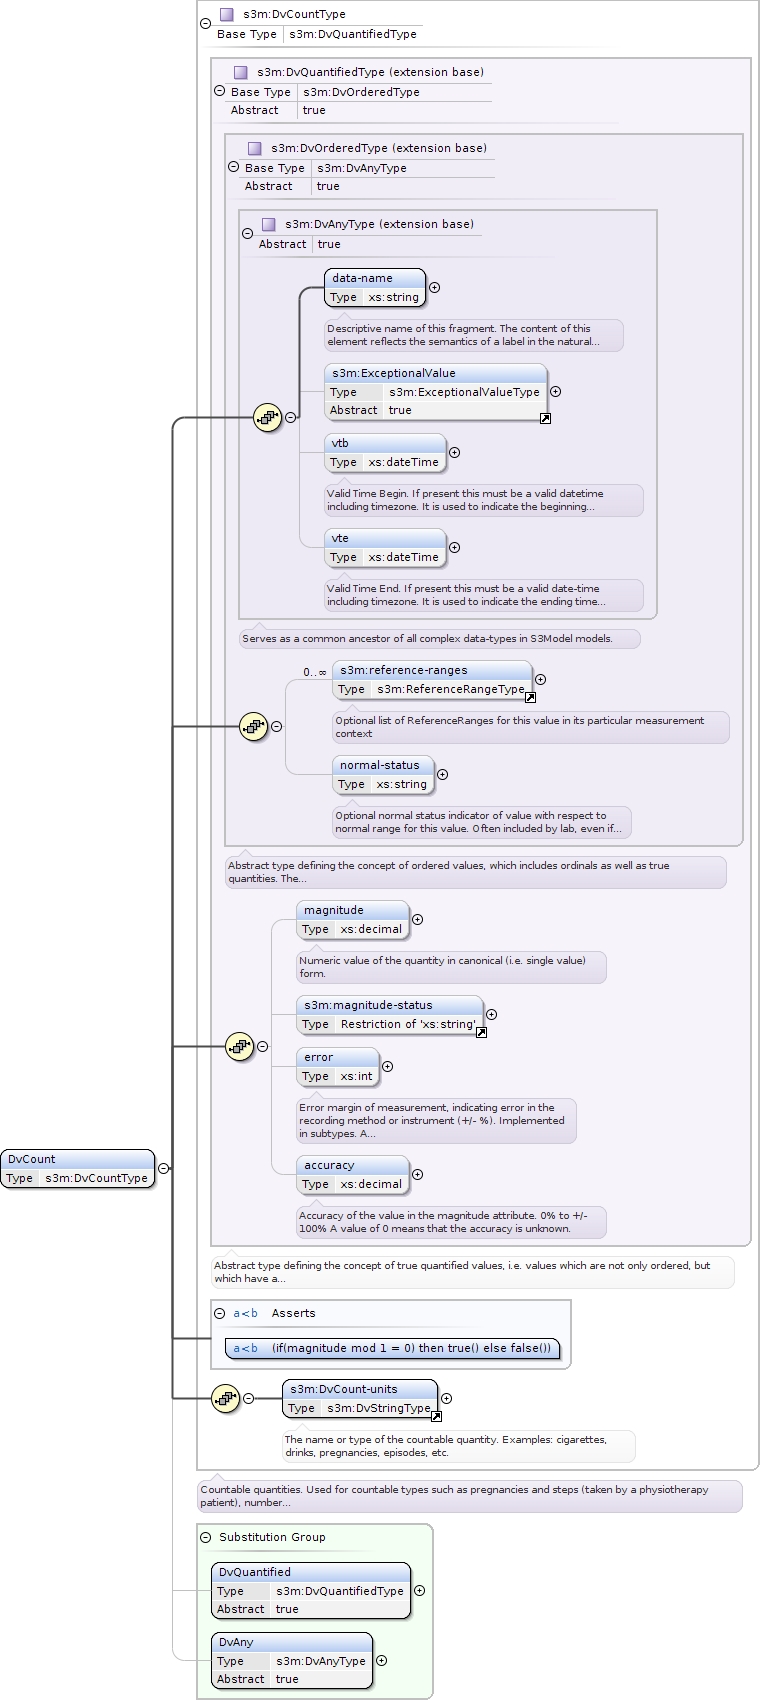 s3m:DvCountType
Base Type s3m:DvQuantifiedType
s3m:DvQuantifiedType (extension base)
Base Type s3m:DvOrderedType
Abstract true
s3m:DvOrderedType (extension base)
Base Type s3m:DvAnyType
Abstract true
s3m:DvAnyType (extension base)
Abstract true
data-name
Type xs:string
Descriptive name of this fragment. The content of this
element reflects the semantics of a label in the natural...
s3m:ExceptionalValue
Type s3m:ExceptionalValueType
Abstract true
vtb
Type xs:dateTime
Valid Time Begin. If present this must be a valid datetime
including timezone. It is used to indicate the beginning...
vte
Type xs:dateTime
Valid Time End. If present this must be a valid date-time
including timezone. It is used to indicate the ending time...
Serves as a common ancestor of all complex data-types in S3Model models.
0..∞
s3m:reference-ranges
Type s3m:ReferenceRangeType
Optional list of ReferenceRanges for this value in its particular measurement
context
normal-status
Type xs:string
Optional normal status indicator of value with respect to
normal range for this value. Often included by lab, even if...
Abstract type defining the concept of ordered values, which includes ordinals as well as true
quantities. The...
magnitude
Type xs:decimal
Numeric value of the quantity in canonical (i.e. single value)
form.
s3m:magnitude-status
Type Restriction of 'xs:string'
error
Type xs:int
Error margin of measurement, indicating error in the
recording method or instrument (+/- %). Implemented
in subtypes. A...
accuracy
Type xs:decimal
Accuracy of the value in the magnitude attribute. 0% to +/-
100% A value of 0 means that the accuracy is unknown.
DvCount
Type s3m:DvCountType
Abstract type defining the concept of true quantified values, i.e. values which are not only ordered, but
which have a...
a<b Asserts
a<b (if(magnitude mod 1 = 0) then true() else false())
s3m:DvCount-units
Type s3m:DvStringType
The name or type of the countable quantity. Examples: cigarettes,
drinks, pregnancies, episodes, etc.
Countable quantities. Used for countable types such as pregnancies and steps (taken by a physiotherapy
patient), number...
Substitution Group
DvQuantified
Type s3m:DvQuantifiedType
Abstract true
DvAny
Type s3m:DvAnyType
Abstract true